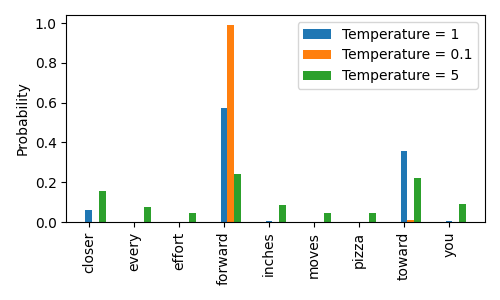 1.0
0.8
0.6
0.4
0.2
0.0
Probability
Temperature = 1
Temperature = 0.1
Temperature = 5
closer
every
effort
forward
inches
moves
pizza
toward
you